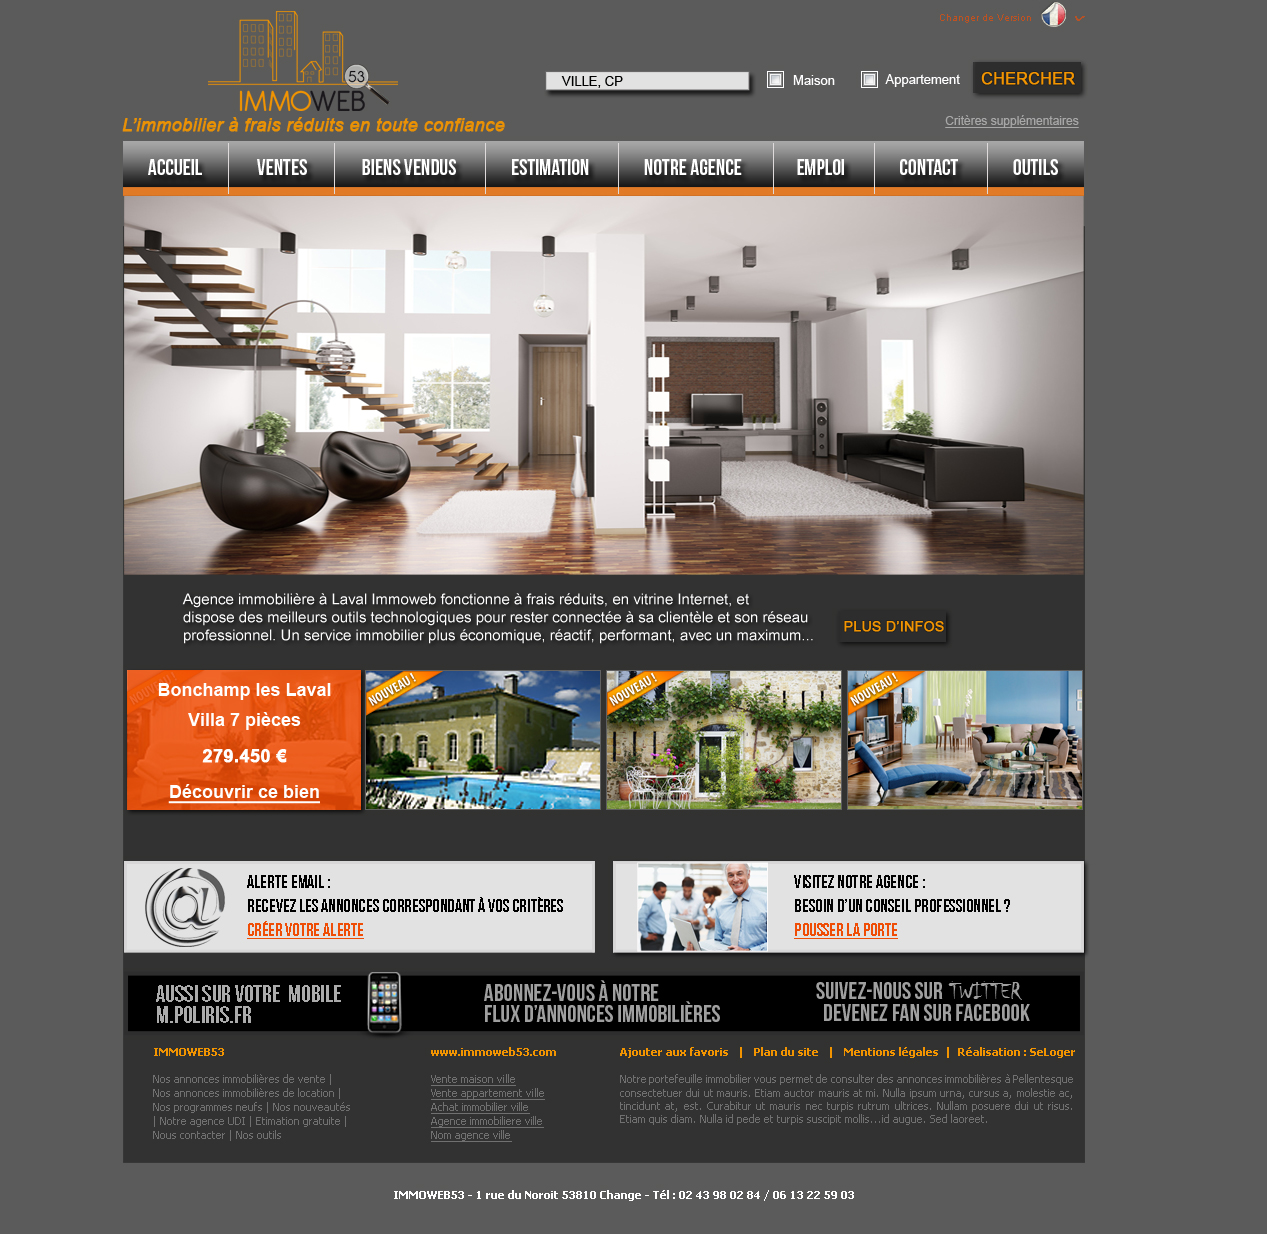 Changer de Version
53
IMMOWEB
L'Immobilier à frais réduits en toute confiance
VILLE, CP
Maison
Appartement
CHERCHER
Critères supplémentaires
ACCUEIL
VENTES
BIENS VENDUS
ESTIMATION
NOTRE AGENCE
EMPLOI
CONTACT
OUTILS
Agence immobilière à Laval Immoweb fonctionne à frais réduits, en vitrine Internet, et
dispose des meilleurs outils technologiques pour rester connectée à sa clientèle et son réseau
professionnel. Un service immobilier plus économique, réactif, performant, avec un maximum...
PLUS D'INFOS
NOUVEAU !
Bonchamp les Laval
Villa 7 pièces
279.450 €
Découvrir ce bien
NOUVEAU !
NOUVEAU !
NOUVEAU !
ALERTE EMAIL :
RECEVEZ LES ANNONCES CORRESPONDANT À VOS CRITÈRES
CRÉER VOTRE ALERTE
VISITEZ NOTRE AGENCE :
BESOIN D'UN CONSEIL PROFESSIONNEL ?
POUSSER LA PORTE
AUSSI SUR VOTRE MOBILE
M.POLIRIS.FR
ABONNEZ-VOUS À NOTRE
FLUX D'ANNONCES IMMOBILIÈRES
SUIVEZ-NOUS SUR TWITTER
DEVENEZ FAN SUR FACEBOOK
IMMOWEB53
Nos annonces immobilières de vente |
Nos annonces immobilières de location |
Nos programmes neufs | Nos nouveautés
| Notre agence UDI | Etimation gratuite |
Nous contacter | Nos outils
www.immoweb53.com
Vente maison ville
Vente appartement ville
Achat immobilier ville
Agence immobiliere ville
Nom agence ville
Ajouter aux favoris | Plan du site | Mentions légales | Réalisation : SeLoger
Notre portefeuille immobilier vous permet de consulter des annonces immobilières à Pellentesque
consectetuer dui ut mauris. Etiam auctor mauris at mi. Nulla ipsum urna, cursus a, molestie ac,
tincidunt at, est. Curabitur ut mauris nec turpis rutrum ultrices. Nullam posuere dui ut risus.
Etiam quis diam. Nulla id pede et turpis suscipit mollis...id augue. Sed laoreet.
IMMOWEB53 - 1 rue du Noroit 53810 Change - Tél : 02 43 98 02 84 / 06 13 22 59 03